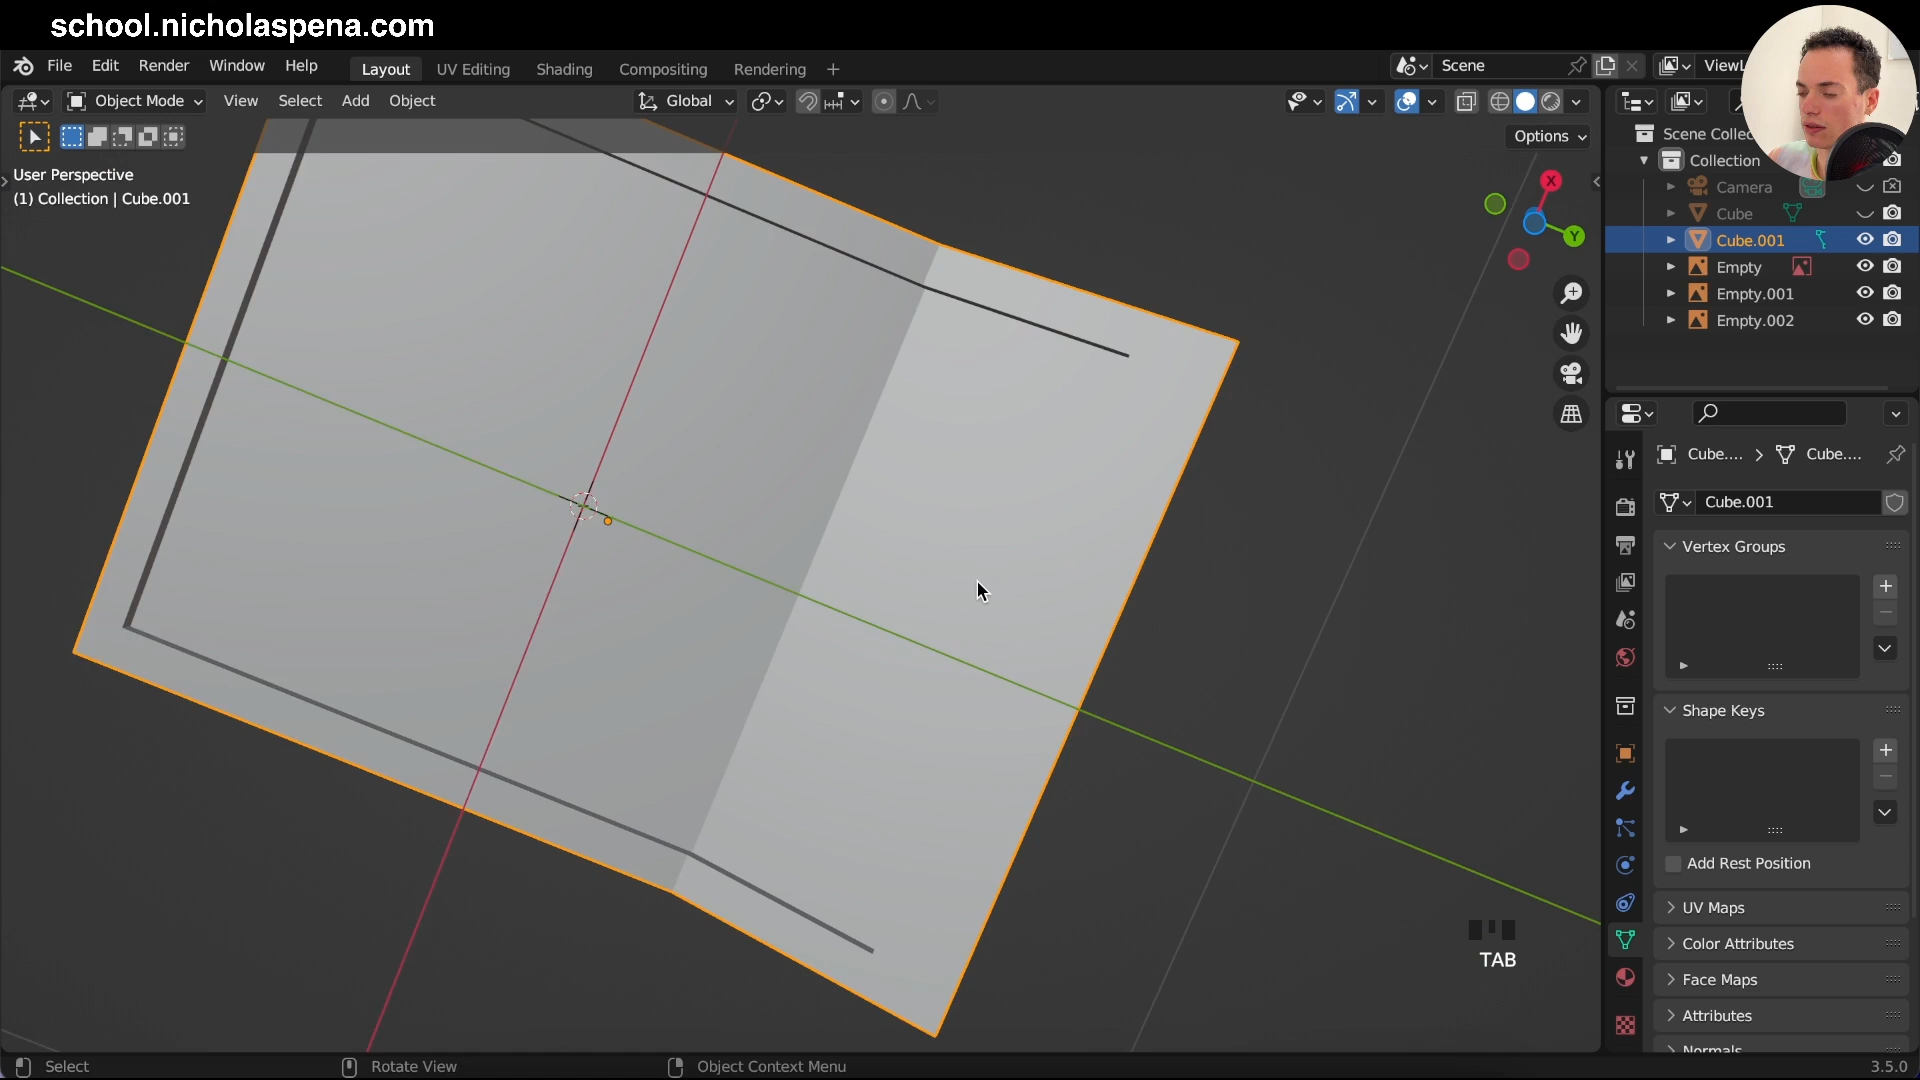 school.nicholaspena.com
File Edit Render Window Help Layout UV Editing Shading Compositing Rendering + Scene ViewL
Object Mode View Select Add Object Global
Options
User Perspective
(1) Collection | Cube.001
X
Y
Scene Collec
Collection
Camera
Cube
Cube.001
Empty
Empty.001
Empty.002
Cube.... > Cube....
Cube.001
Vertex Groups
Shape Keys
Add Rest Position
UV Maps
Color Attributes
Face Maps
Attributes
Normals
TAB
Select Rotate View Object Context Menu 3.5.0